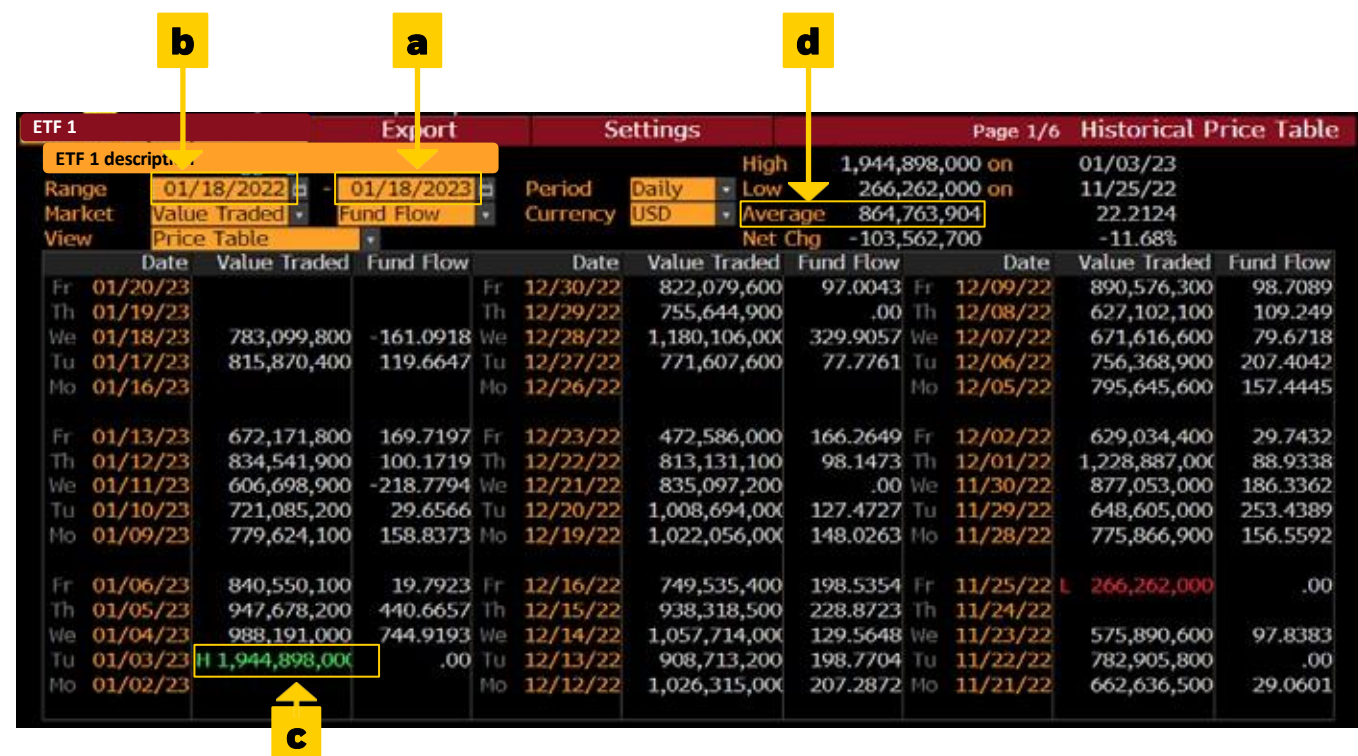 b a d
ETF 1 Export Settings Page 1/6 Historical Price Table
ETF 1 High 1,944,898,000 on 01/03/23
Range 01/18/2022 - 01/18/2023 Period Daily Low 266,262,000 on 11/25/22
Market Value Traded Fund Flow Currency USD Average 864,763,904 22.2124
View Price Table Net Chg -103,562,700 -11.68%
Date Value Traded Fund Flow Date Value Traded Fund Flow Date Value Traded Fund Flow
Fr 01/20/23 Fr 12/30/22 822,079,600 97.0043 Fr 12/09/22 890,576,300 98.7089
Th 01/19/23 Th 12/29/22 755,644,900 .00 Th 12/08/22 627,102,100 109.249
We 01/18/23 783,099,800 -161.0918 We 12/28/22 1,180,106,00 329.9057 We 12/07/22 671,616,600 79.6718
Tu 01/17/23 815,870,400 119.6647 Tu 12/27/22 771,607,600 77.7761 Tu 12/06/22 756,368,900 207.4042
Mo 01/16/23 Mo 12/26/22 Mo 12/05/22 795,645,600 157.4445
Fr 01/13/23 672,171,800 169.7197 Fr 12/23/22 472,586,000 166.2649 Fr 12/02/22 629,034,400 29.7432
Th 01/12/23 834,541,900 100.1719 Th 12/22/22 813,131,100 98.1473 Th 12/01/22 1,228,887,00 88.9338
We 01/11/23 606,698,900 -218.7794 We 12/21/22 835,097,200 .00 We 11/30/22 877,053,000 186.3362
Tu 01/10/23 721,085,200 29.6566 Tu 12/20/22 1,008,694,00 127.4727 Tu 11/29/22 648,605,000 253.4389
Mo 01/09/23 779,624,100 158.8373 Mo 12/19/22 1,022,056,00 148.0263 Mo 11/28/22 775,866,900 156.5592
Fr 01/06/23 840,550,100 19.7923 Fr 12/16/22 749,535,400 198.5354 Fr 11/25/22 L 266,262,000 .00
Th 01/05/23 947,678,200 440.6657 Th 12/15/22 938,318,500 228.8723 Th 11/24/22
We 01/04/23 988,191,000 744.9193 We 12/14/22 1,057,714,00 129.5648 We 11/23/22 575,890,600 97.8383
Tu 01/03/23 H 1,944,898,00 .00 Tu 12/13/22 908,713,200 198.7704 Tu 11/22/22 782,905,800 .00
Mo 01/02/23 Mo 12/12/22 1,026,315,00 207.2872 Mo 11/21/22 662,636,500 29.0601
c